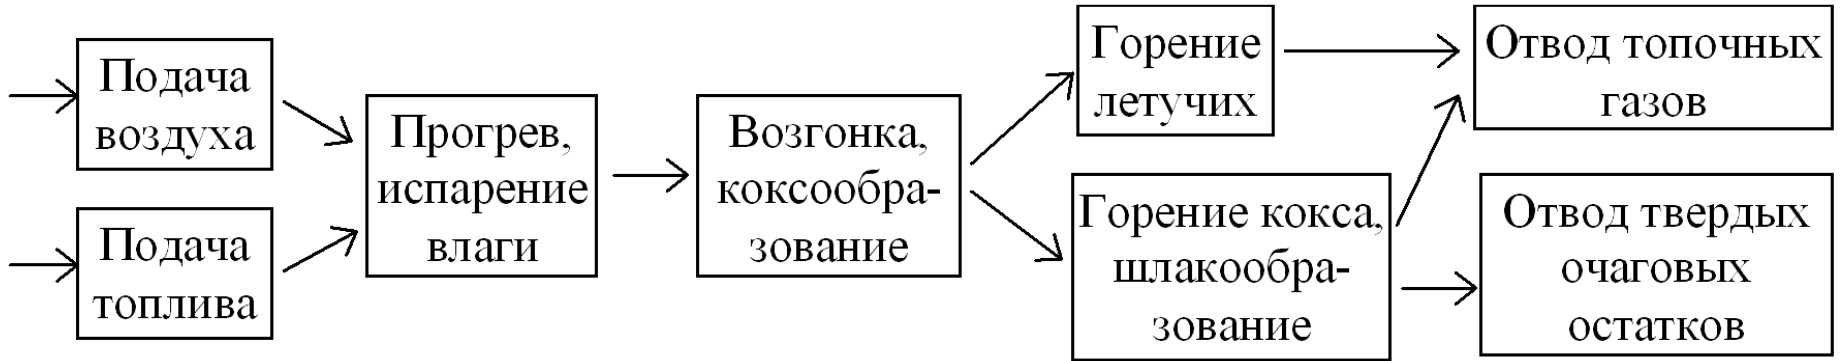 Подача
воздуха
Подача
топлива
Прогрев,
испарение
влаги
Возгонка,
коксообра-
зование
Горение
летучих
Горение кокса,
шлакообра-
зование
Отвод топочных
газов
Отвод твердых
очаговых
остатков